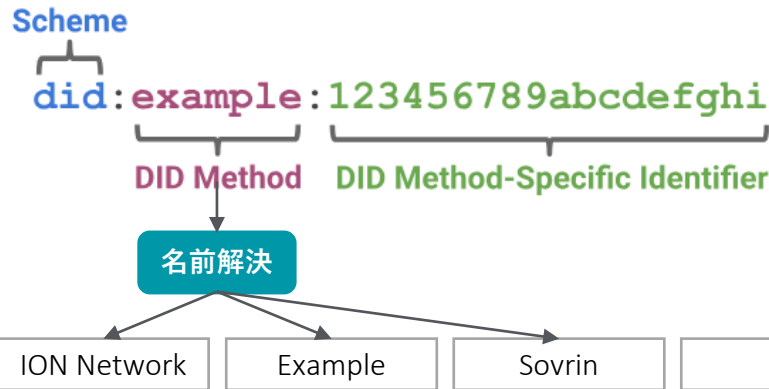 Scheme
did:example:123456789abcdefghi
DID Method DID Method-Specific Identifier
名前解決
ION Network Example Sovrin